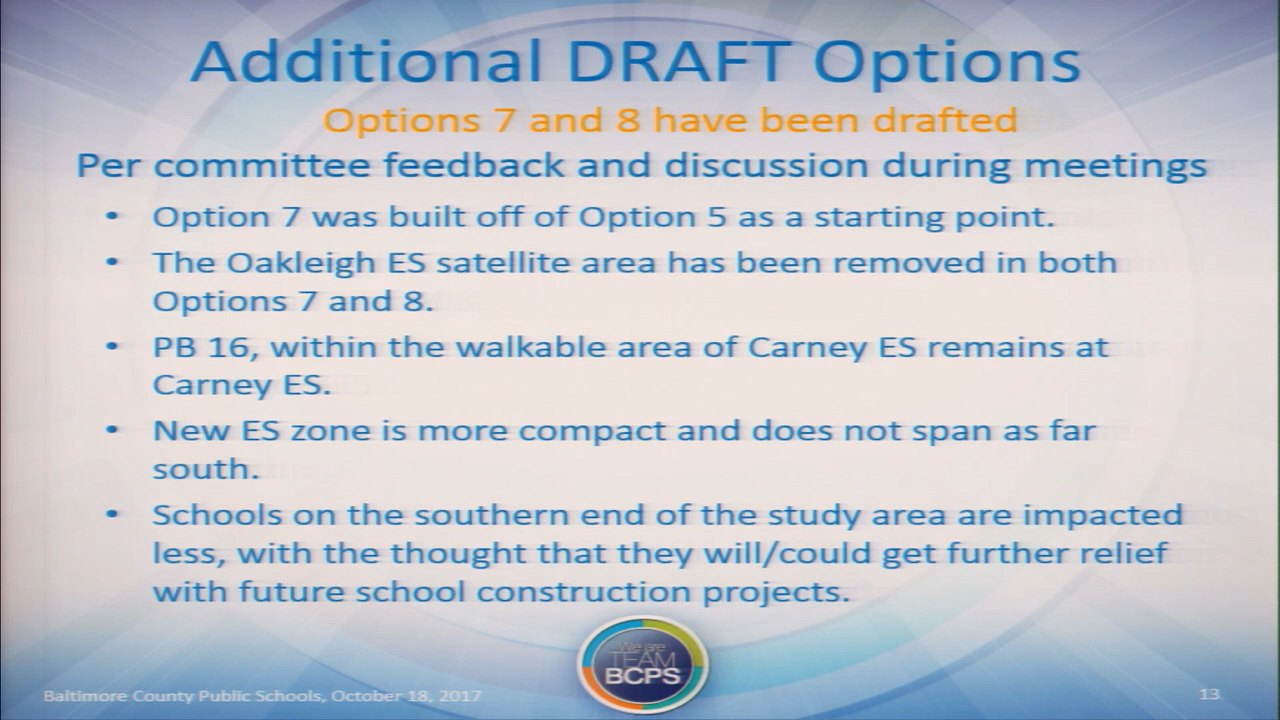 Additional DRAFT Options
Options 7 and 8 have been drafted
Per committee feedback and discussion during meetings
• Option 7 was built off of Option 5 as a starting point.
• The Oakleigh ES satellite area has been removed in both
Options 7 and 8.
• PB 16, within the walkable area of Carney ES remains at
Carney ES.
• New ES zone is more compact and does not span as far
south.
• Schools on the southern end of the study area are impacted
less, with the thought that they will/could get further relief
with future school construction projects.
We are
TEAM
BCPS
Baltimore County Public Schools, October 18, 2017
13